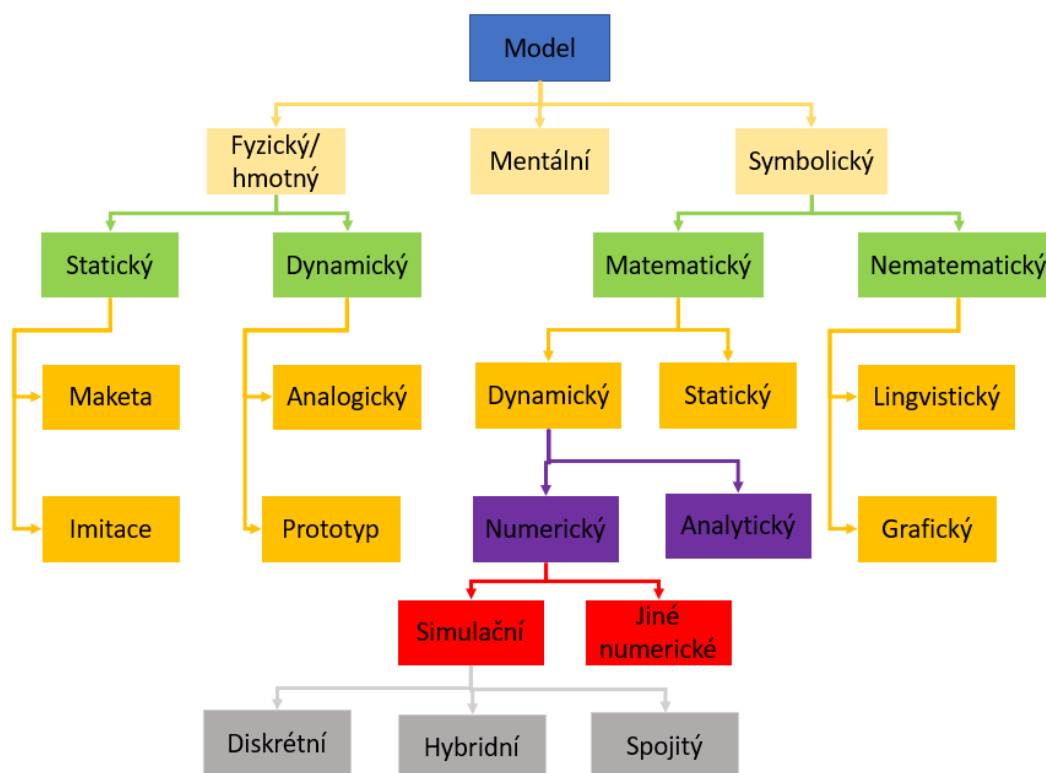 Model
Fyzický/
hmotný
Mentální
Symbolický
Statický
Dynamický
Matematický
Nematematický
Maketa
Analogický
Dynamický
Statický
Lingvistický
Imitace
Prototyp
Numerický
Analytický
Grafický
Simulační
Jiné
numerické
Diskrétní
Hybridní
Spojitý